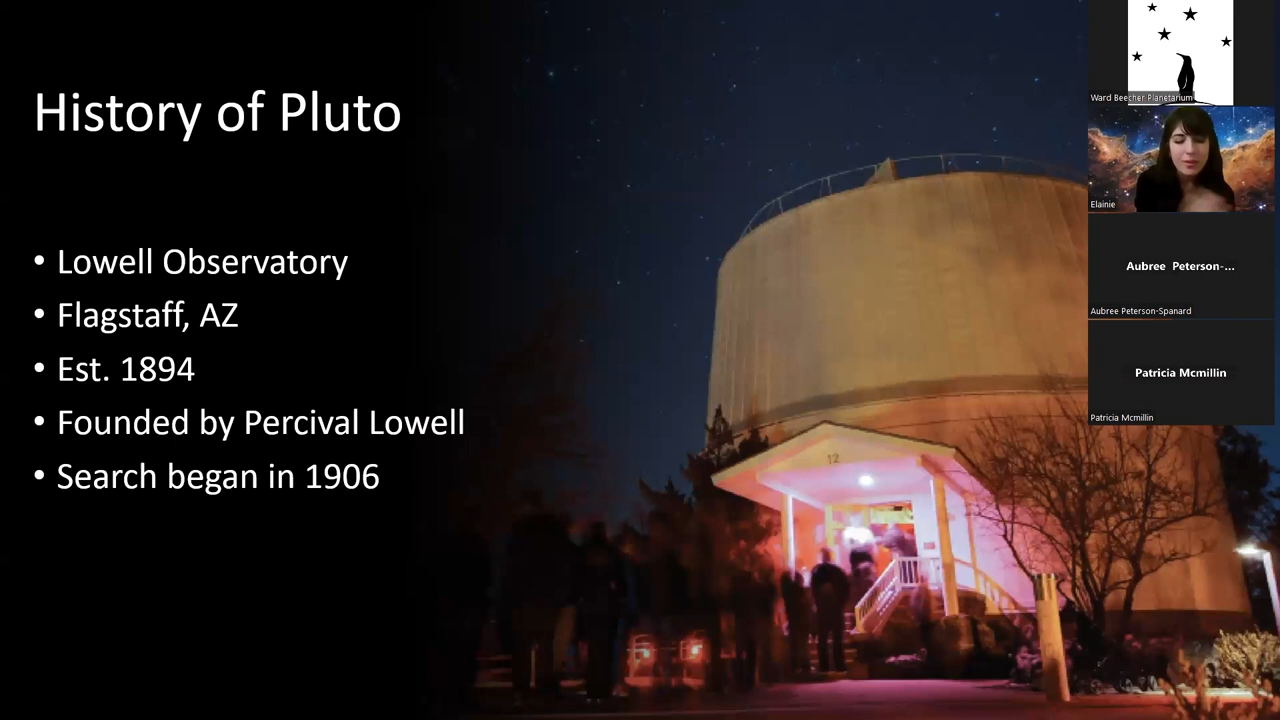 History of Pluto
• Lowell Observatory
• Flagstaff, AZ
• Est. 1894
• Founded by Percival Lowell
• Search began in 1906
12
Ward Beecher Planetarium
Elainie
Aubree Peterson-...
Aubree Peterson-Spanard
Patricia Mcmillin
Patricia Mcmillin